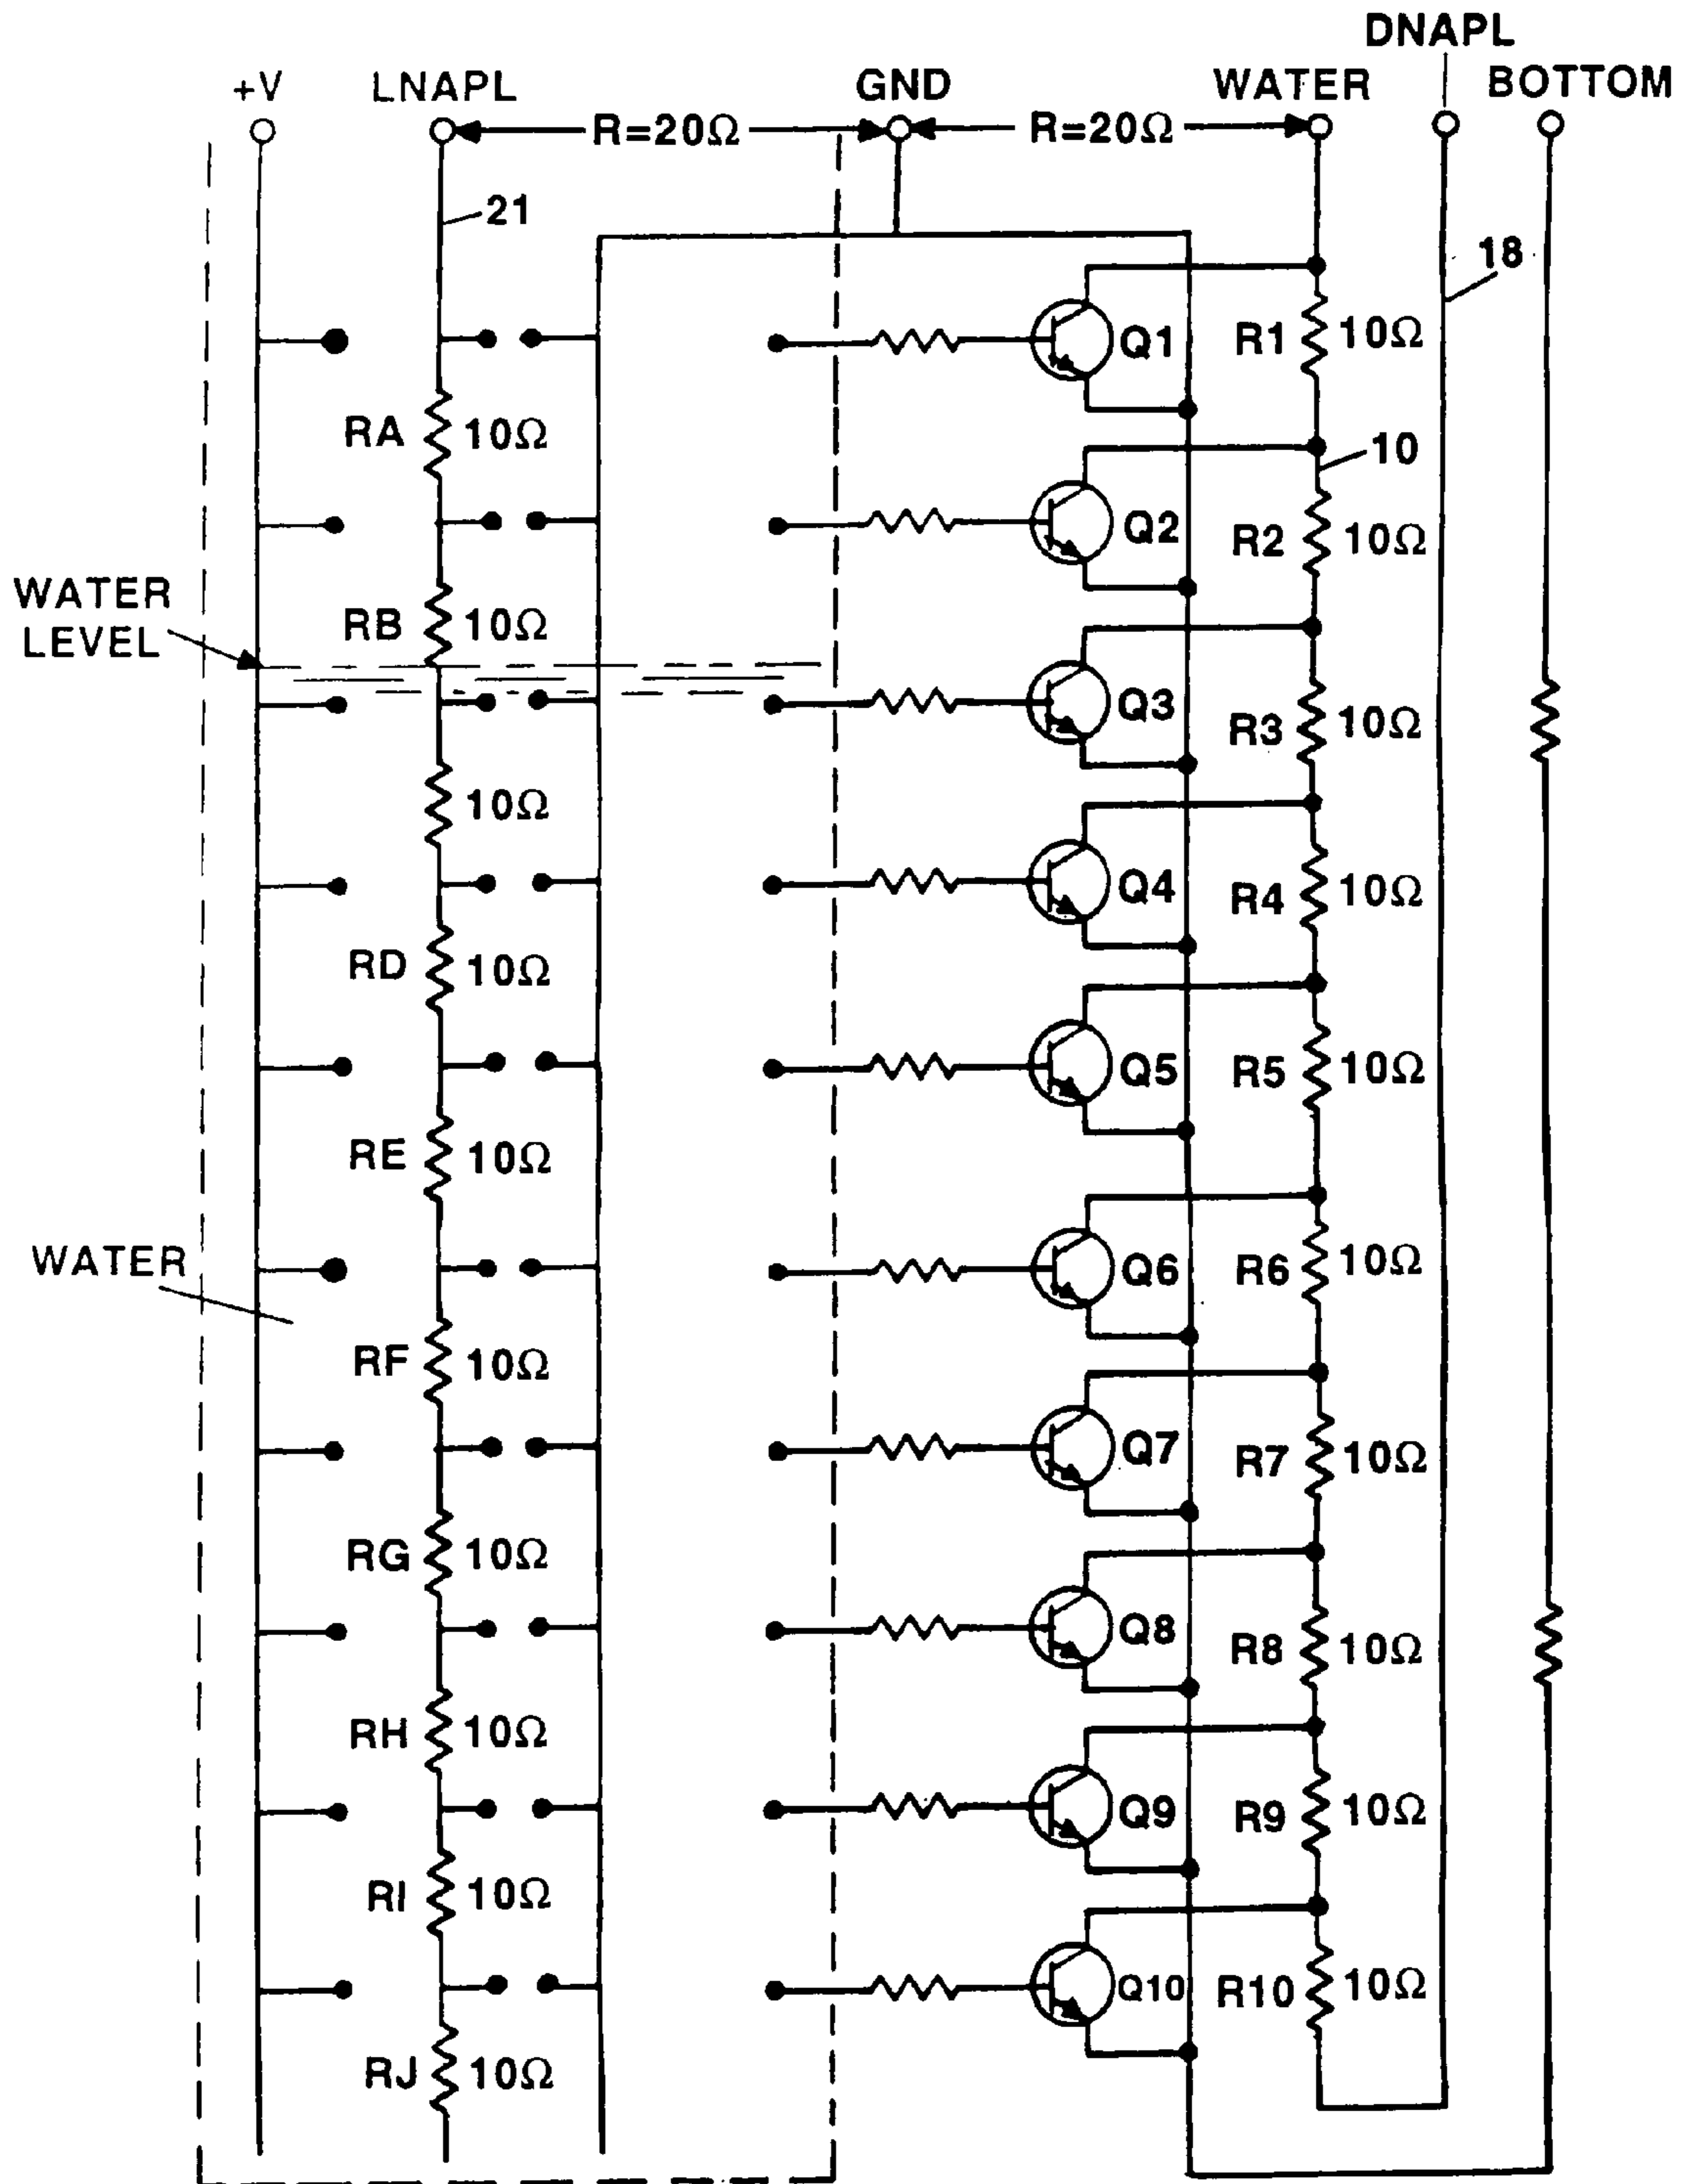 DNAPL
+V LNAPL GND WATER BOTTOM
R=20Ω R=20Ω
21
18
Q1 R1 10Ω
RA 10Ω
10
Q2 R2 10Ω
WATER
LEVEL
RB 10Ω
Q3 R3 10Ω
10Ω
Q4 R4 10Ω
RD 10Ω
Q5 R5 10Ω
RE 10Ω
WATER
Q6 R6 10Ω
RF 10Ω
Q7 R7 10Ω
RG 10Ω
Q8 R8 10Ω
RH 10Ω
Q9 R9 10Ω
RI 10Ω
Q10 R10 10Ω
RJ 10Ω